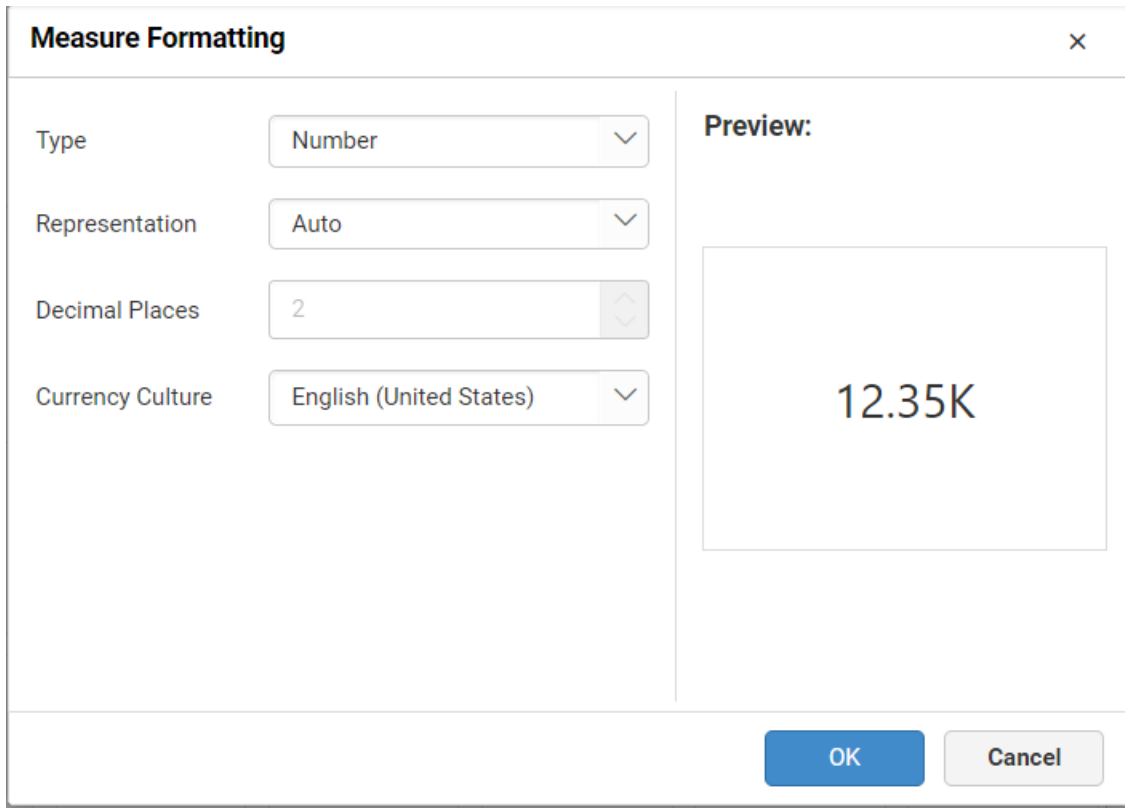 Measure Formatting
×
Type
Number
Representation
Auto
Decimal Places
2
Currency Culture
English (United States)
Preview:
12.35K
OK
Cancel